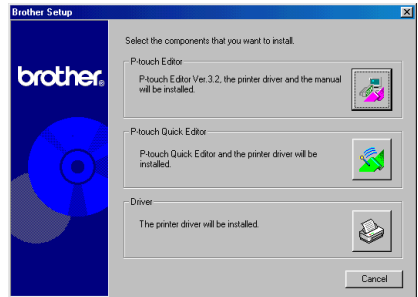 Brother Setup
Select the components that you want to install.
brother®
P-touch Editor
P-touch Editor Ver.3.2, the printer driver and the manual
will be installed.
P-touch Quick Editor
P-touch Quick Editor and the printer driver will be
installed.
Driver
The printer driver will be installed.
Cancel